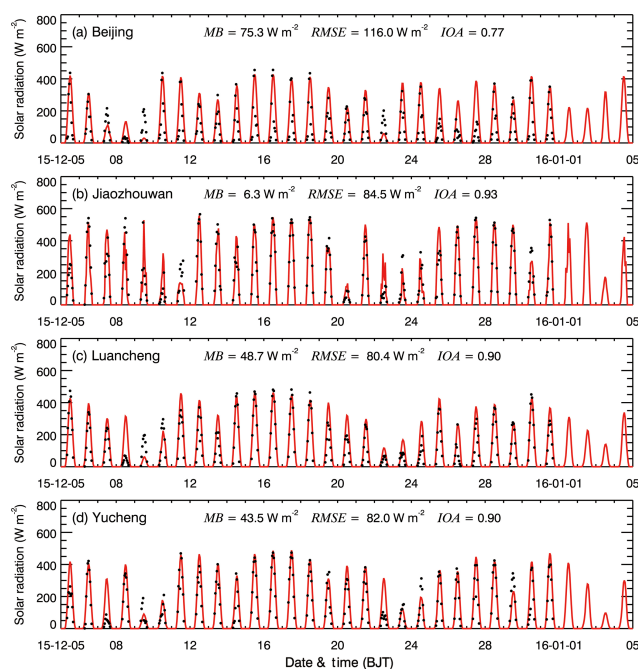 800
(a) Beijing MB = 75.3 W m-2 RMSE = 116.0 W m-2 IOA = 0.77
600
400
200
0
Solar radiation (W m-2)
15-12-05 08 12 16 20 24 28 16-01-01 05
800
(b) Jiaozhouwan MB = 6.3 W m-2 RMSE = 84.5 W m-2 IOA = 0.93
600
400
200
0
Solar radiation (W m-2)
15-12-05 08 12 16 20 24 28 16-01-01 05
800
(c) Luancheng MB = 48.7 W m-2 RMSE = 80.4 W m-2 IOA = 0.90
600
400
200
0
Solar radiation (W m-2)
15-12-05 08 12 16 20 24 28 16-01-01 05
800
(d) Yucheng MB = 43.5 W m-2 RMSE = 82.0 W m-2 IOA = 0.90
600
400
200
0
Solar radiation (W m-2)
15-12-05 08 12 16 20 24 28 16-01-01 05
Date & time (BJT)